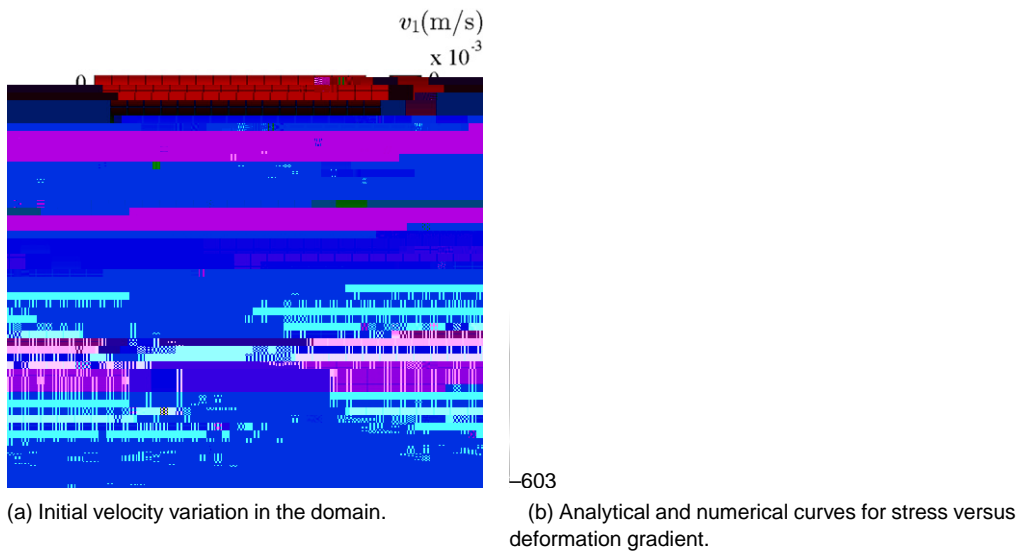 v₁(m/s)
x 10⁻³
0
0
–603
(a) Initial velocity variation in the domain.
(b) Analytical and numerical curves for stress versus
deformation gradient.